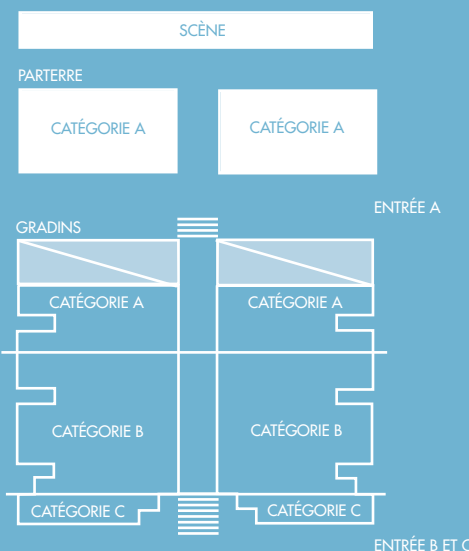 SCÈNE
PARTERRE
CATÉGORIE A
CATÉGORIE A
ENTRÉE A
GRADINS
CATÉGORIE A
CATÉGORIE A
CATÉGORIE B
CATÉGORIE B
CATÉGORIE C
CATÉGORIE C
ENTRÉE B ET C